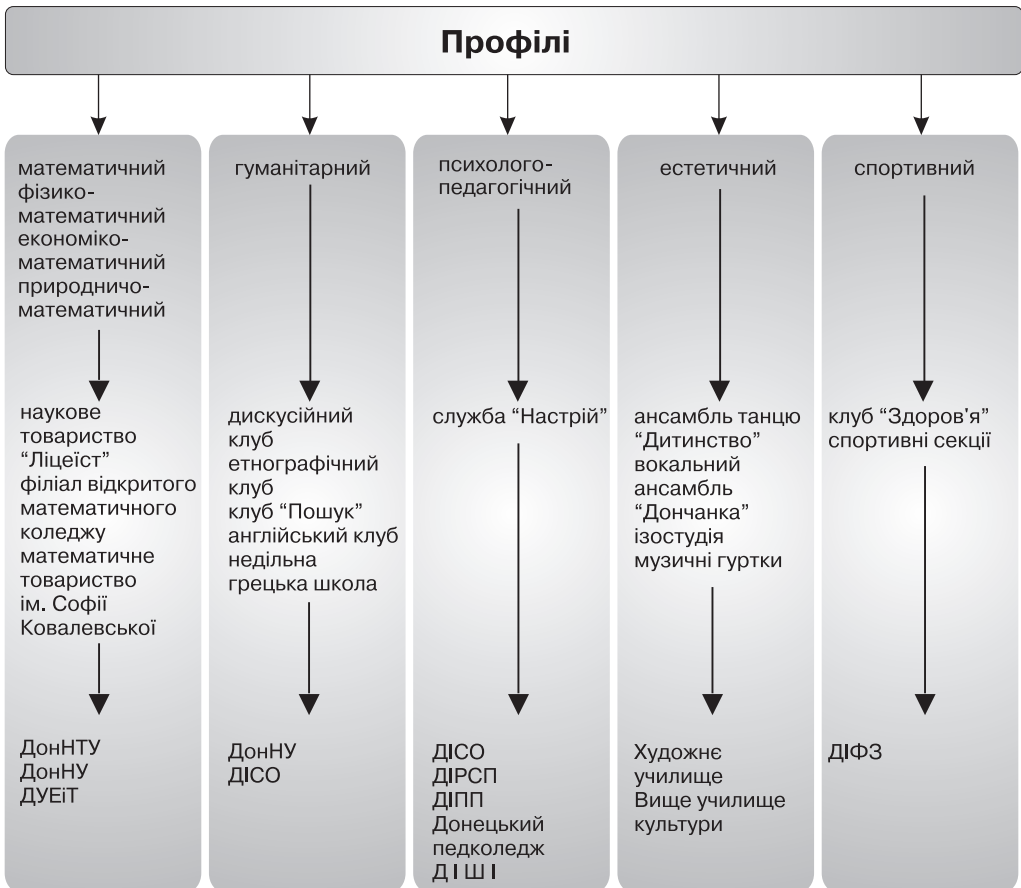 Профілі
математичний
фізико-
математичний
економіко-
математичний
природничо-
математичний
наукове
товариство
“Ліцеїст”
філіал відкритого
математичного
коледжу
математичне
товариство
ім. Софії
Ковалевської
ДонНТУ
ДонНУ
ДУЕіТ
гуманітарний
дискусійний
клуб
етнографічний
клуб
клуб “Пошук”
англійський клуб
недільна
грецька школа
ДонНУ
ДІСО
психолого-
педагогічний
служба “Настрій”
ДІСО
ДІРСП
ДІПП
Донецький
педколедж
Д І Ш І
естетичний
ансамбль танцю
“Дитинство”
вокальний
ансамбль
“Дончанка”
ізостудія
музичні гуртки
Художнє
училище
Вище училище
культури
спортивний
клуб “Здоров'я”
спортивні секції
ДІФЗ